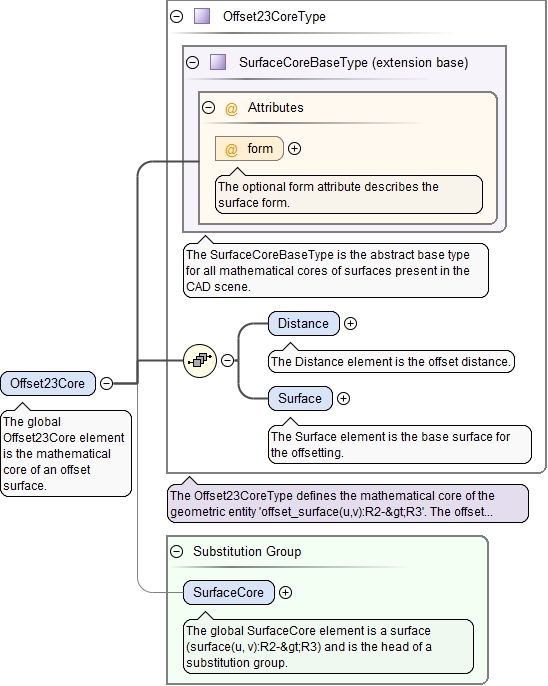 Offset23CoreType
SurfaceCoreBaseType (extension base)
@ Attributes
@ form
The optional form attribute describes the
surface form.
The SurfaceCoreBaseType is the abstract base type
for all mathematical cores of surfaces present in the
CAD scene.
Distance
The Distance element is the offset distance.
Surface
The Surface element is the base surface for
the offsetting.
Offset23Core
The global
Offset23Core element
is the mathematical
core of an offset
surface.
The Offset23CoreType defines the mathematical core of the
geometric entity 'offset_surface(u,v):R2-&gt;R3'. The offset...
Substitution Group
SurfaceCore
The global SurfaceCore element is a surface
(surface(u, v):R2-&gt;R3) and is the head of a
substitution group.